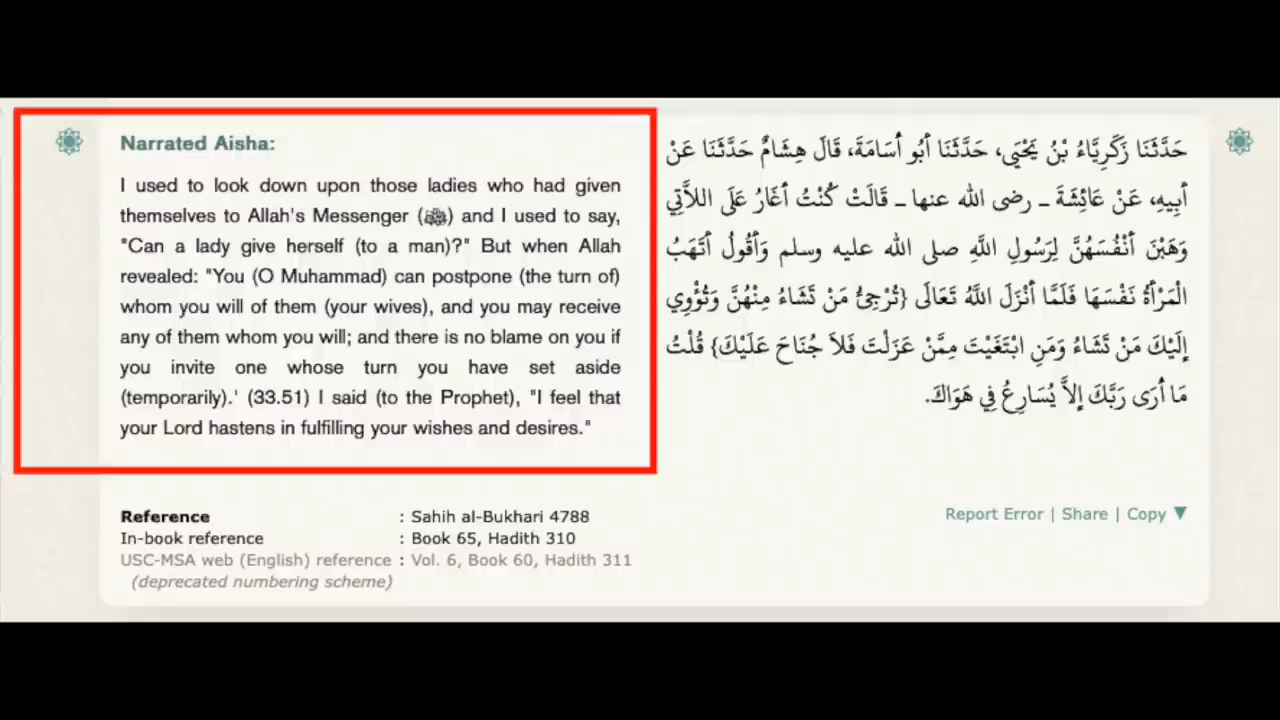 Narrated Aisha:
I used to look down upon those ladies who had given
themselves to Allah's Messenger (ﷺ) and I used to say,
"Can a lady give herself (to a man)?" But when Allah
revealed: "You (O Muhammad) can postpone (the turn of)
whom you will of them (your wives), and you may receive
any of them whom you will; and there is no blame on you if
you invite one whose turn you have set aside
(temporarily).' (33.51) I said (to the Prophet), "I feel that
your Lord hastens in fulfilling your wishes and desires."
حَدَّثَنَا زَكَرِيَّاءُ بْنُ يَحْيَى، حَدَّثَنَا أَبُو أُسَامَةَ، قَالَ هِشَامٌ حَدَّثَنَا عَنْ
أَبِيهِ، عَنْ عَائِشَةَ ـ رضى الله عنها ـ قَالَتْ كُنْتُ أَغَارُ عَلَى اللاَّتِي
وَهَبْنَ أَنْفُسَهُنَّ لِرَسُولِ اللَّهِ صلى الله عليه وسلم وَأَقُولُ أَتَهَبُ
الْمَرْأَةُ نَفْسَهَا فَلَمَّا أَنْزَلَ اللَّهُ تَعَالَى {تُرْجِئُ مَنْ تَشَاءُ مِنْهُنَّ وَتُؤْوِي
إِلَيْكَ مَنْ تَشَاءُ وَمَنِ ابْتَغَيْتَ مِمَّنْ عَزَلْتَ فَلاَ جُنَاحَ عَلَيْكَ} قُلْتُ
مَا أُرَى رَبَّكَ إِلاَّ يُسَارِعُ فِي هَوَاكَ.
Reference : Sahih al-Bukhari 4788
In-book reference : Book 65, Hadith 310
USC-MSA web (English) reference : Vol. 6, Book 60, Hadith 311
(deprecated numbering scheme)
Report Error | Share | Copy ▼